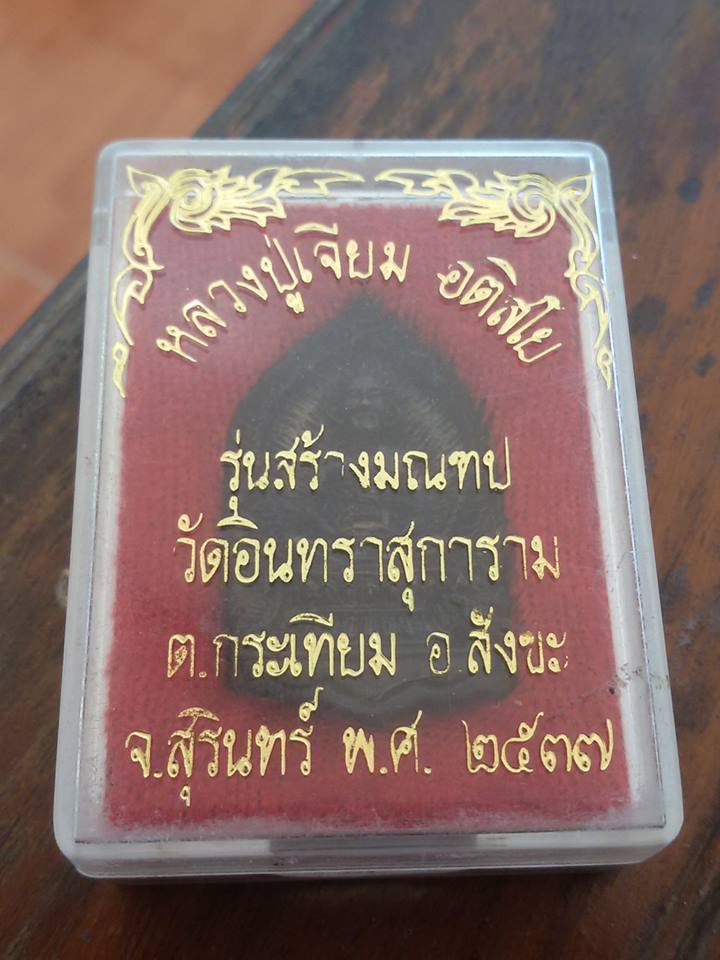 หลวงปู่เจียม อติสโย
รุ่นสร้างมณฑป
วัดอินทราสุการาม
ต.กระเทียม อ.สังขะ
จ.สุรินทร์ พ.ศ. ๒๕๓๗